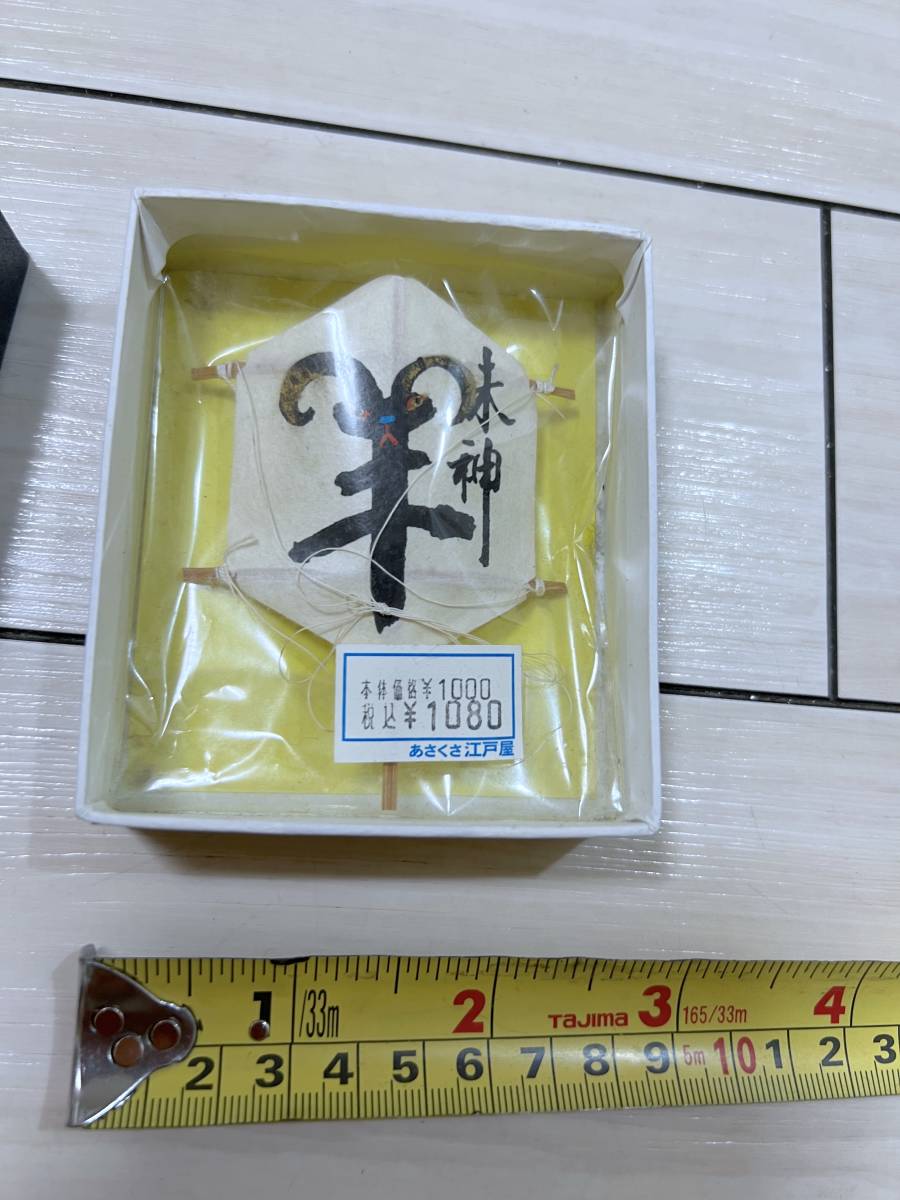 羊
未神
本体価格¥1000
税込¥1080
あさくさ江戸屋
1 /33m 2 TaJima 3 165/33m 4
2 3 4 5 6 7 8 9 5m 10 1 2 3